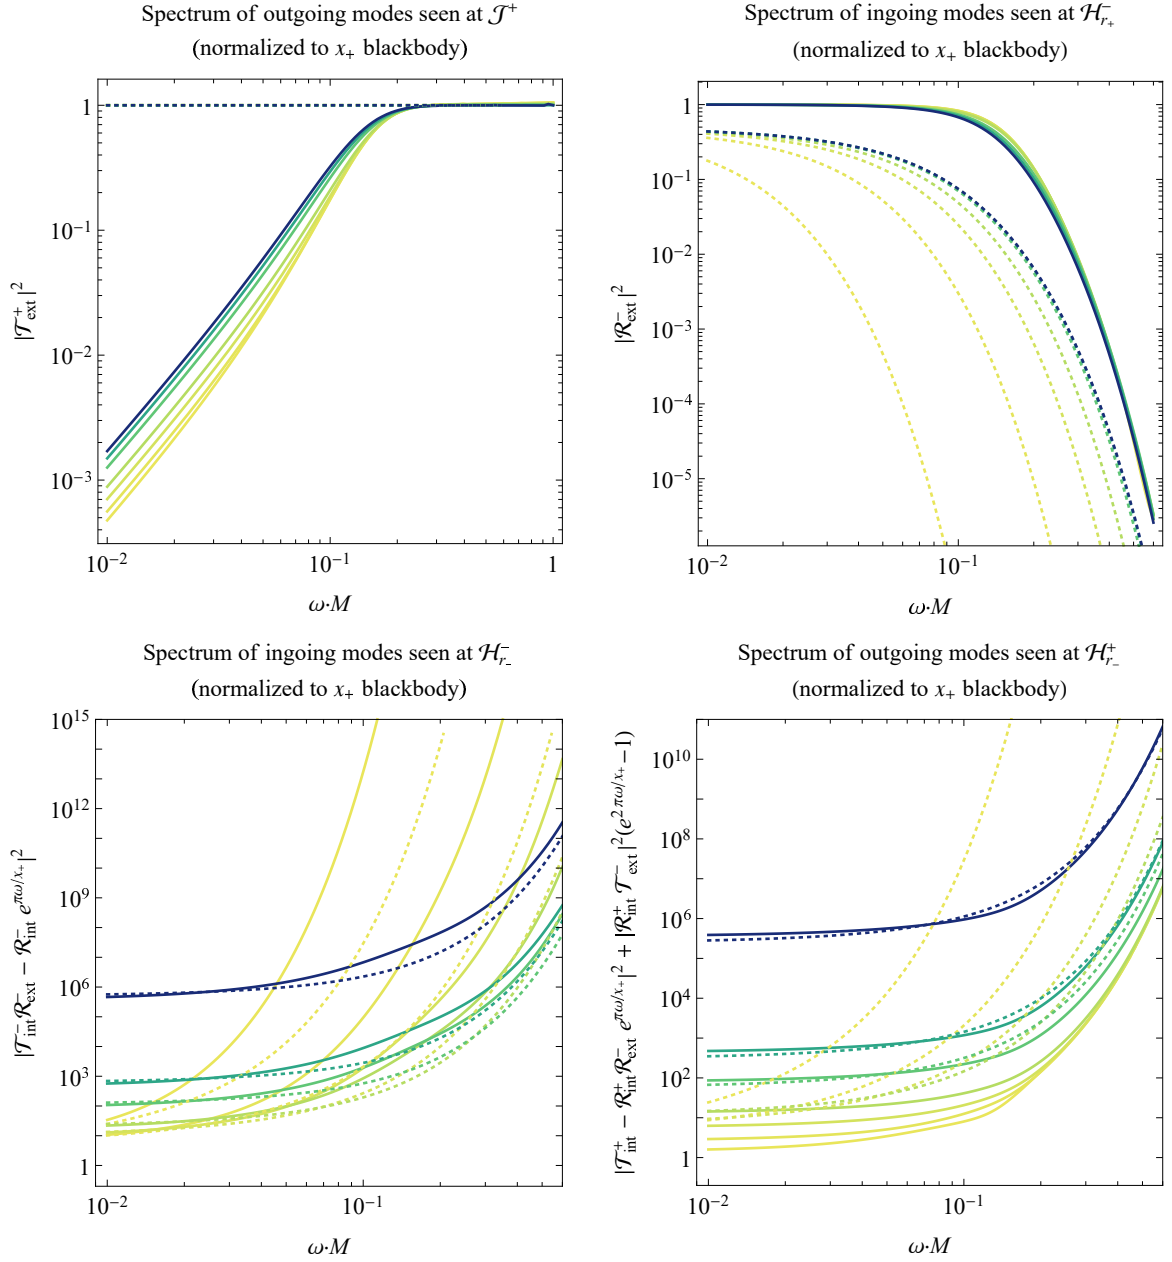 Spectrum of outgoing modes seen at 𝒥⁺
(normalized to x₊ blackbody)
1
10⁻¹
10⁻²
10⁻³
|𝒯⁺ₑₓₜ|²
10⁻²
10⁻¹
1
ω·M
Spectrum of ingoing modes seen at ℋ⁻_{r₊}
(normalized to x₊ blackbody)
1
10⁻¹
10⁻²
10⁻³
10⁻⁴
10⁻⁵
|ℛ⁻ₑₓₜ|²
10⁻²
10⁻¹
ω·M
Spectrum of ingoing modes seen at ℋ⁻_{r₋}
(normalized to x₊ blackbody)
10¹⁵
10¹²
10⁹
10⁶
10³
1
|𝒯⁻ᵢₙₜℛ⁻ₑₓₜ − ℛ⁻ᵢₙₜ e^{πω/x₊}|²
10⁻²
10⁻¹
ω·M
Spectrum of outgoing modes seen at ℋ⁺_{r₋}
(normalized to x₊ blackbody)
10¹⁰
10⁸
10⁶
10⁴
10²
1
|𝒯⁺ᵢₙₜ − ℛ⁺ᵢₙₜℛ⁻ₑₓₜ e^{πω/x₊}|² + |ℛ⁺ᵢₙₜ 𝒯⁻ₑₓₜ|²(e^{2πω/x₊}−1)
10⁻²
10⁻¹
ω·M